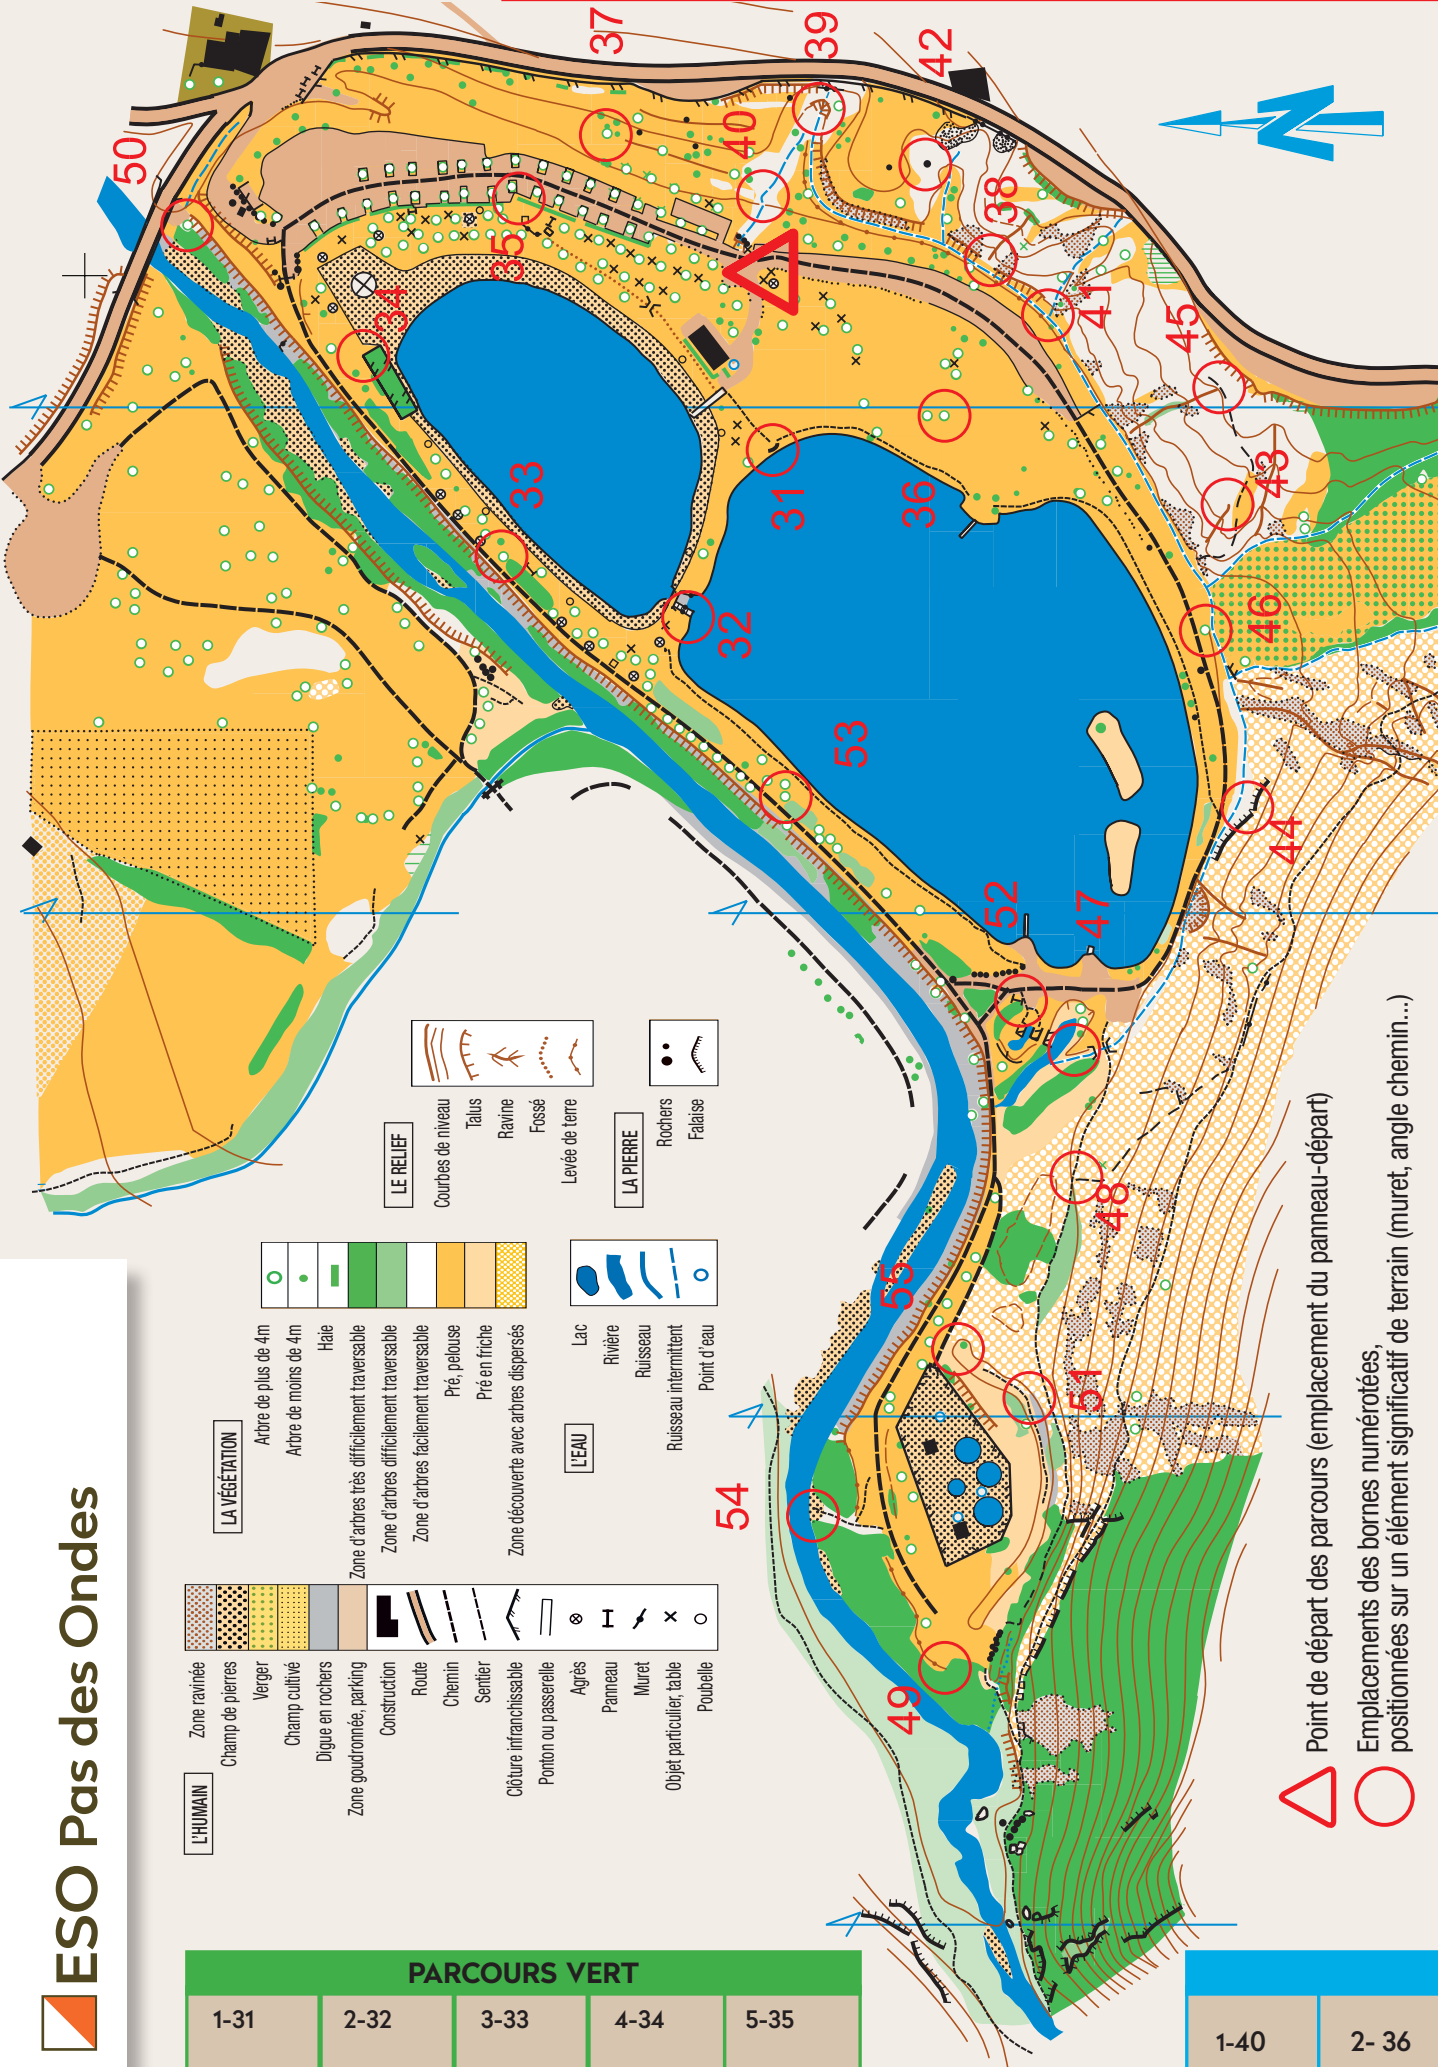 ESO Pas des Ondes
L'HUMAIN
Zone ravinée
Champ de pierres
Verger
Champ cultivé
Digue en rochers
Zone goudronnée, parking
Construction
Route
Chemin
Sentier
Clôture infranchissable
Ponton ou passerelle
Agrès
Panneau
Muret
Objet particulier, table
Poubelle
LA VÉGÉTATION
Arbre de plus de 4m
Arbre de moins de 4m
Haie
Zone d'arbres très difficilement traversable
Zone d'arbres difficilement traversable
Zone d'arbres facilement traversable
Pré, pelouse
Pré en friche
Zone découverte avec arbres dispersés
L'EAU
Lac
Rivière
Ruisseau
Ruisseau intermittent
Point d'eau
LE RELIEF
Courbes de niveau
Talus
Ravine
Fossé
Levée de terre
LA PIERRE
Rochers
Falaise
50
37
39
42
40
38
35
34
41
45
33
31
36
43
32
46
53
44
52
47
48
55
51
54
49
N
Point de départ des parcours (emplacement du panneau-départ)
Emplacements des bornes numérotées,
positionnées sur un élément significatif de terrain (muret, angle chemin...)
PARCOURS VERT
1-31
2-32
3-33
4-34
5-35
1-40
2- 36